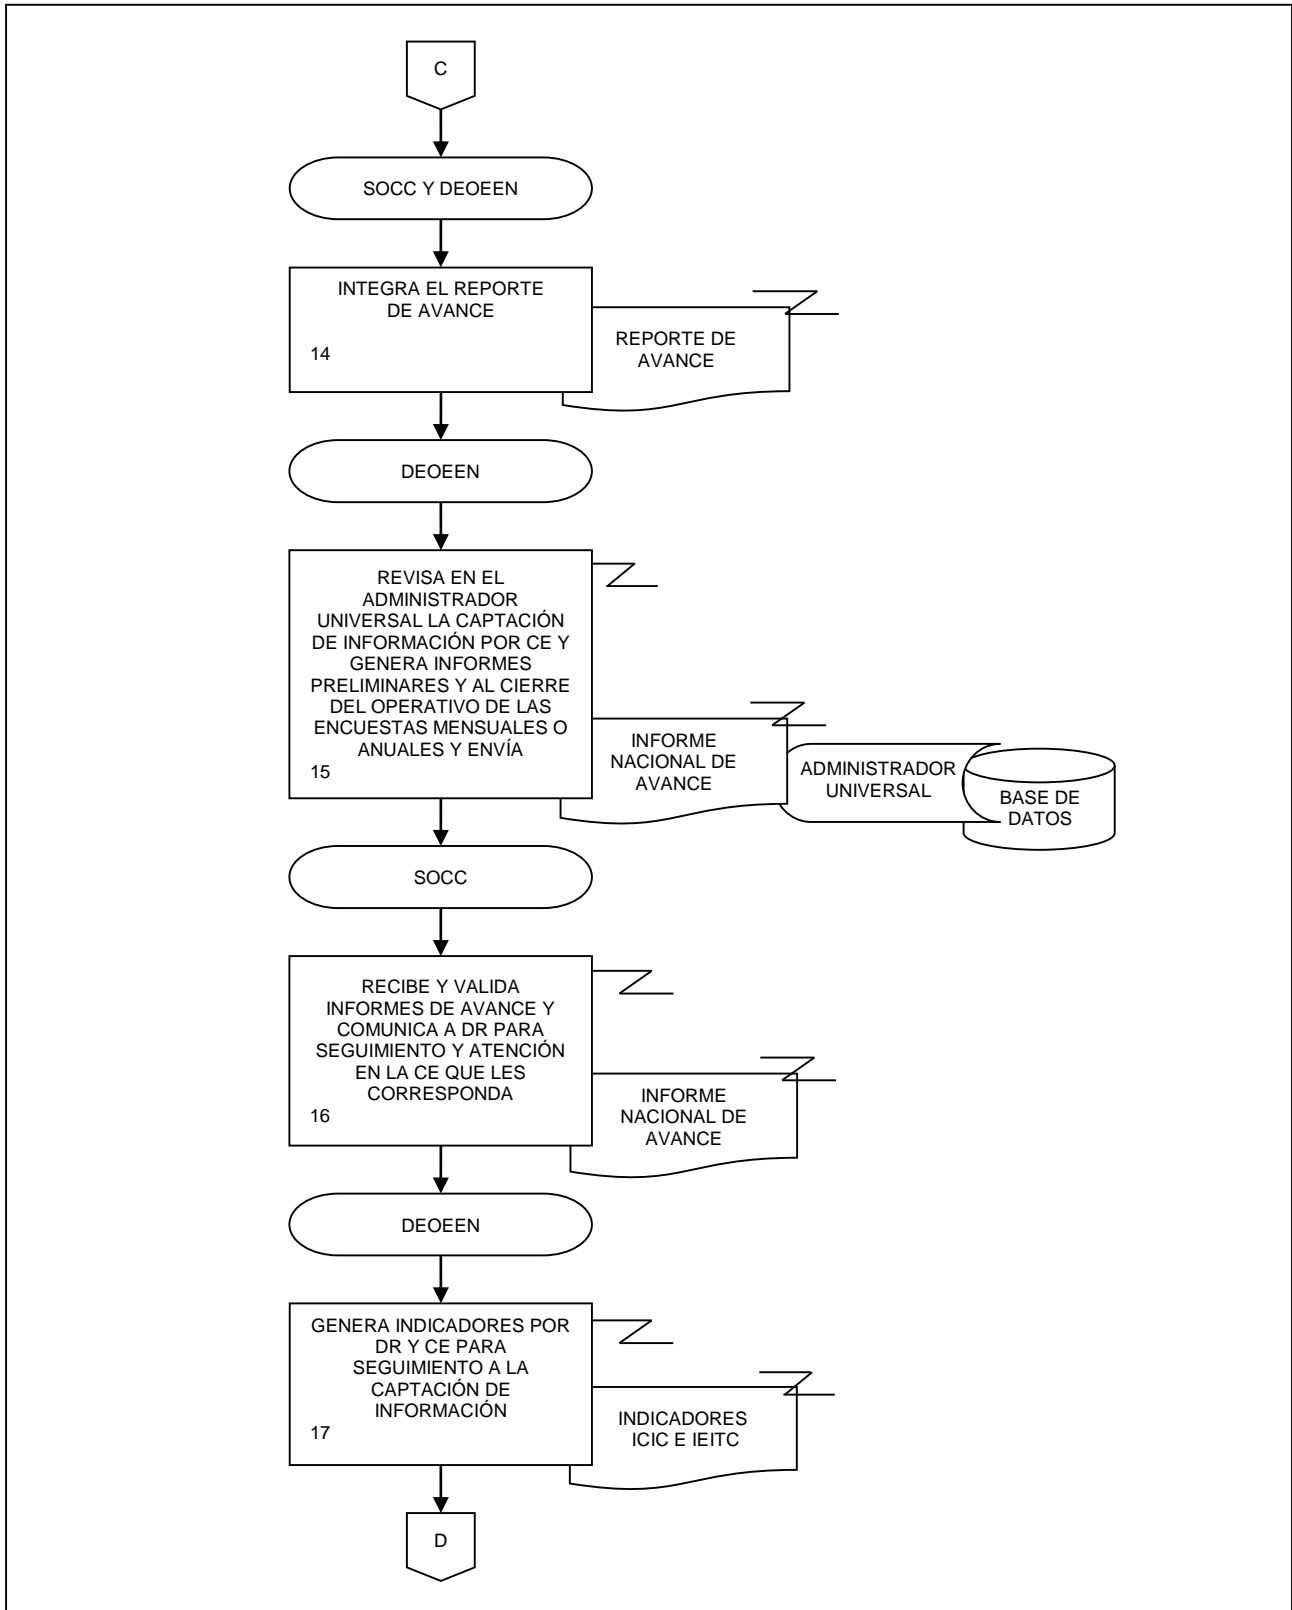 C
SOCC Y DEOEEN
INTEGRA EL REPORTE
DE AVANCE
14
REPORTE DE
AVANCE
DEOEEN
REVISA EN EL
ADMINISTRADOR
UNIVERSAL LA CAPTACIÓN
DE INFORMACIÓN POR CE Y
GENERA INFORMES
PRELIMINARES Y AL CIERRE
DEL OPERATIVO DE LAS
ENCUESTAS MENSUALES O
ANUALES Y ENVÍA
15
INFORME
NACIONAL DE
AVANCE
ADMINISTRADOR
UNIVERSAL
BASE DE
DATOS
SOCC
RECIBE Y VALIDA
INFORMES DE AVANCE Y
COMUNICA A DR PARA
SEGUIMIENTO Y ATENCIÓN
EN LA CE QUE LES
CORRESPONDA
16
INFORME
NACIONAL DE
AVANCE
DEOEEN
GENERA INDICADORES POR
DR Y CE PARA
SEGUIMIENTO A LA
CAPTACIÓN DE
INFORMACIÓN
17
INDICADORES
ICIC E IEITC
D